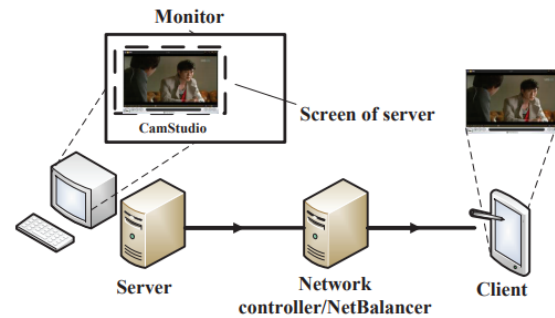 Monitor
Screen of server
CamStudio
Server
Network
controller/NetBalancer
Client